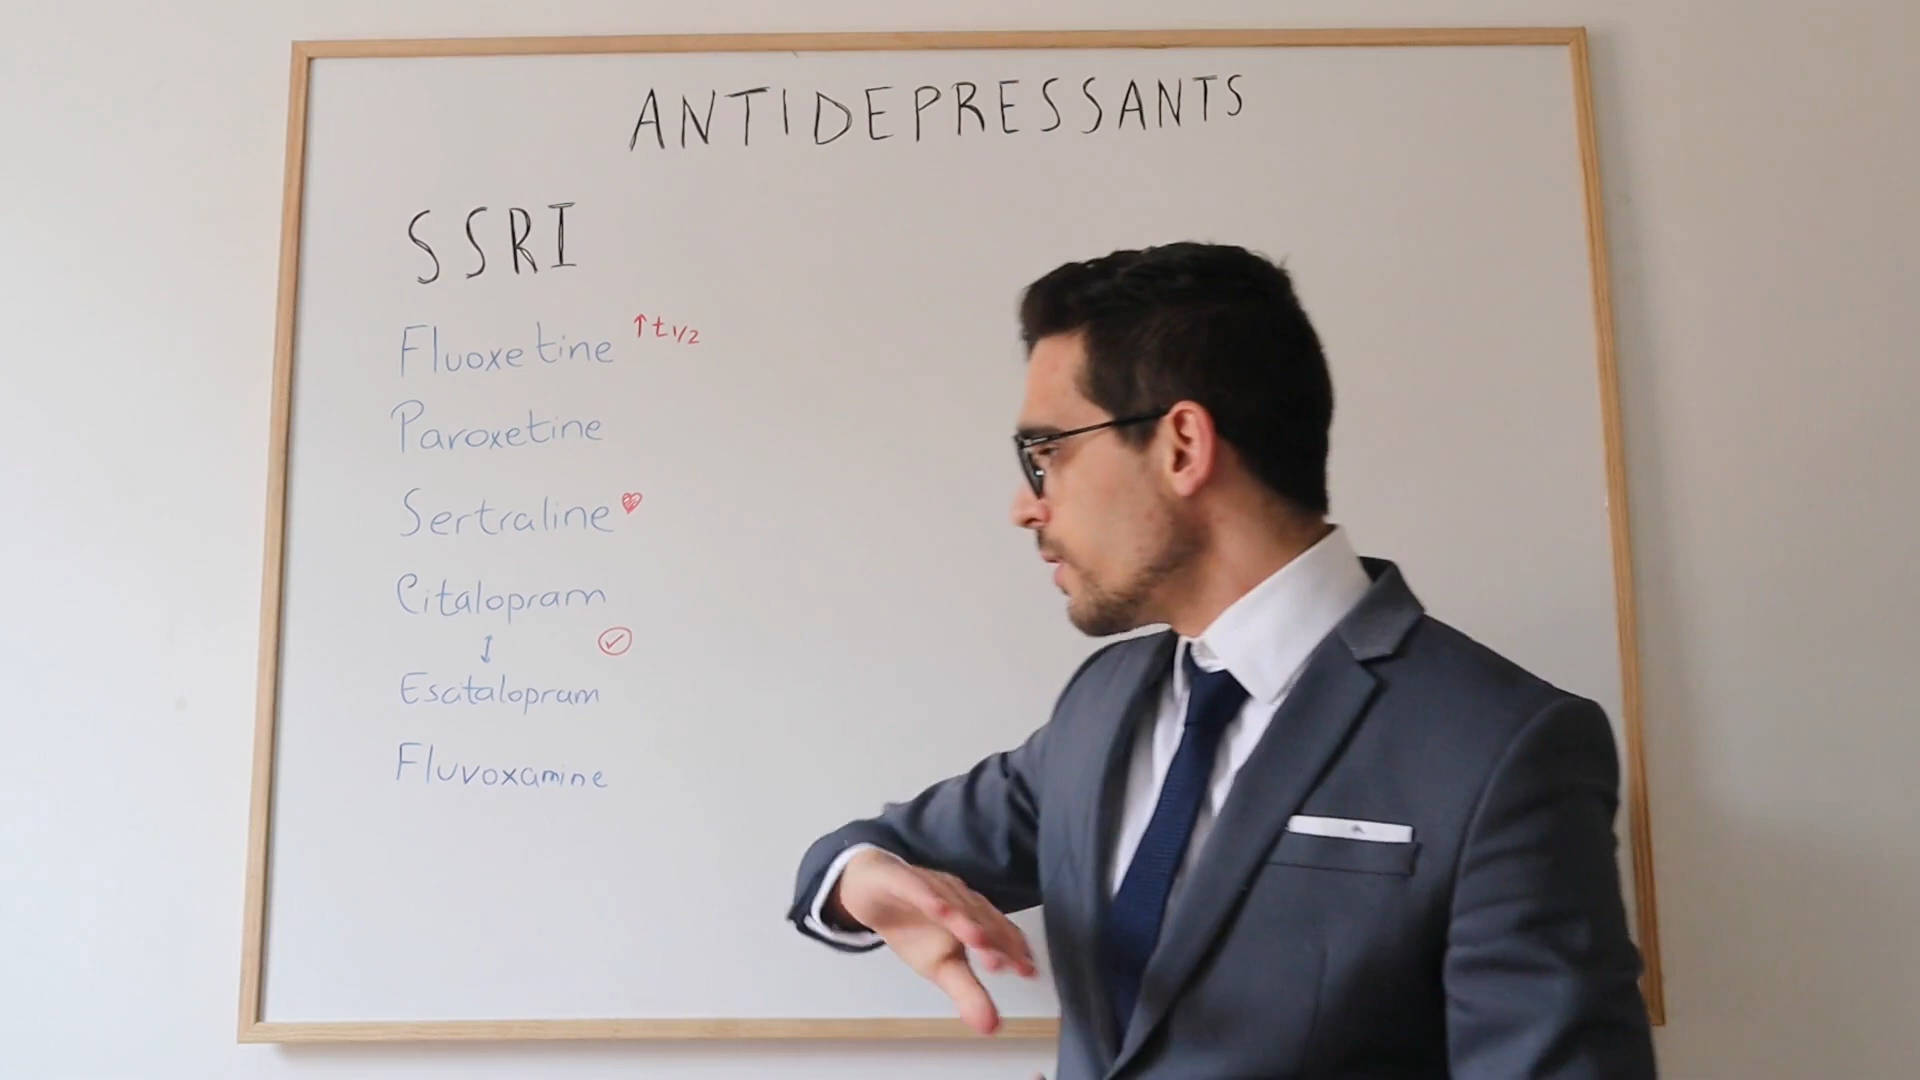 ANTIDEPRESSANTS
SSRI
Fluoxetine ↑t1/2
Paroxetine
Sertraline ♥
Citalopram
↕ ✓
Escitalopram
Fluvoxamine